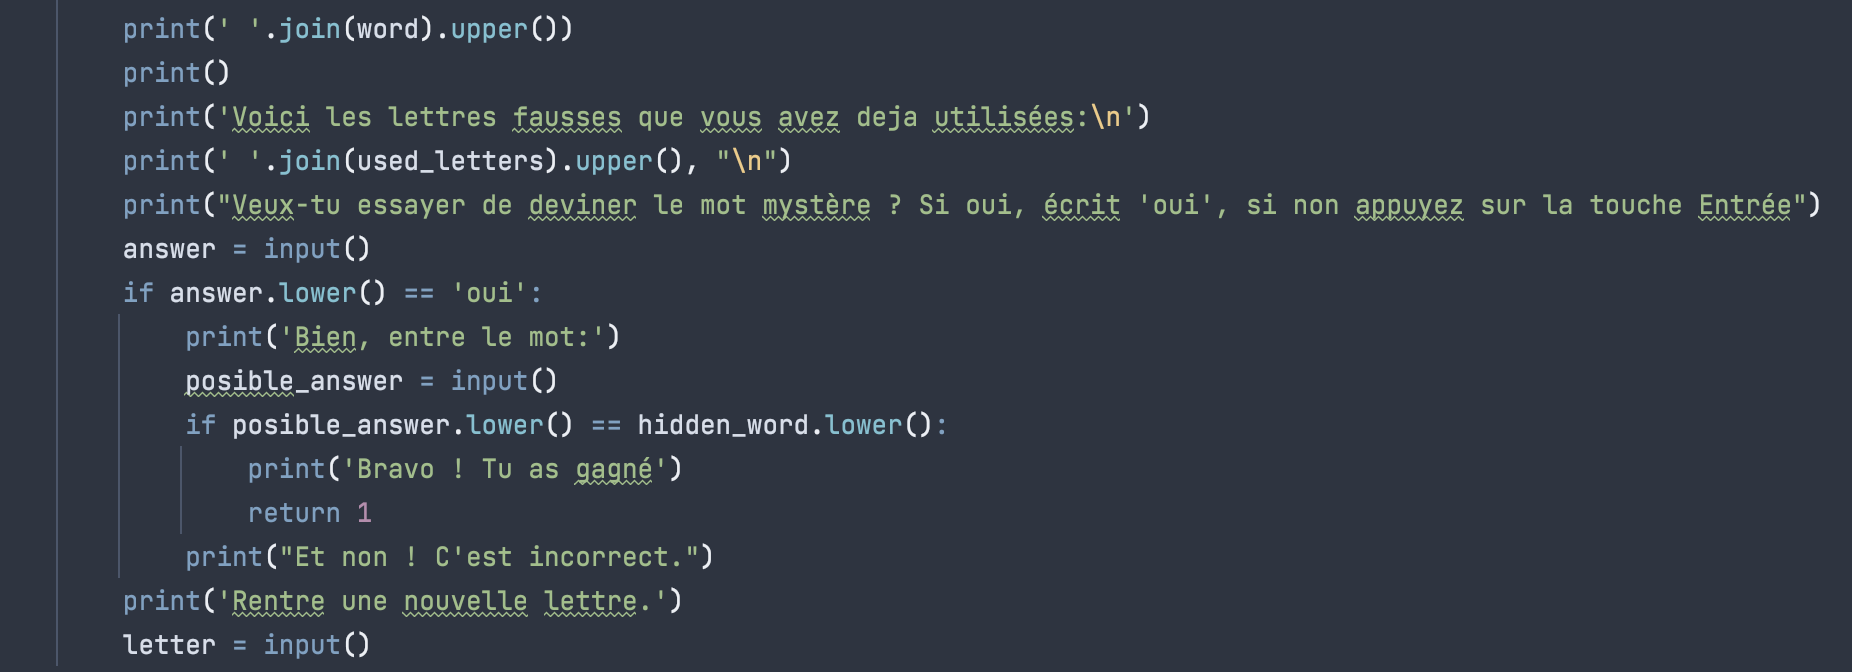 print(' '.join(word).upper())
print()
print('Voici les lettres fausses que vous avez deja utilisées:\n')
print(' '.join(used_letters).upper(), "\n")
print("Veux-tu essayer de deviner le mot mystère ? Si oui, écrit 'oui', si non appuyez sur la touche Entrée")
answer = input()
if answer.lower() == 'oui':
    print('Bien, entre le mot:')
    posible_answer = input()
    if posible_answer.lower() == hidden_word.lower():
        print('Bravo ! Tu as gagné')
        return 1
    print("Et non ! C'est incorrect.")
print('Rentre une nouvelle lettre.')
letter = input()